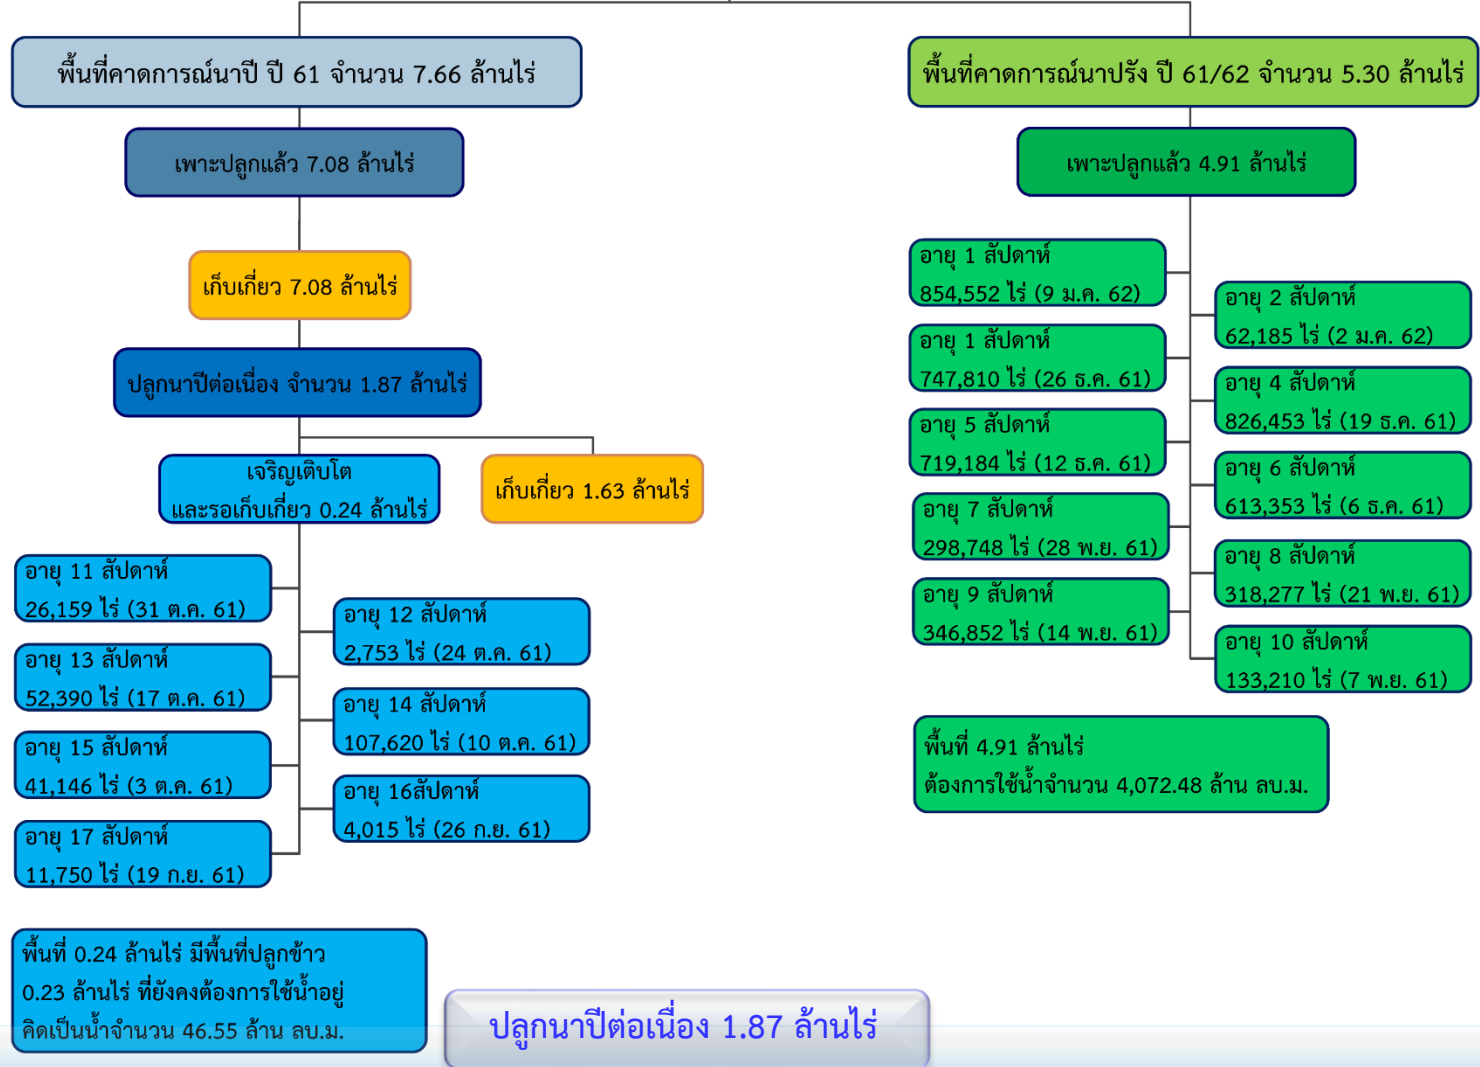 พื้นที่คาดการณ์นาปี ปี 61 จำนวน 7.66 ล้านไร่
เพาะปลูกแล้ว 7.08 ล้านไร่
เก็บเกี่ยว 7.08 ล้านไร่
ปลูกนาปีต่อเนื่อง จำนวน 1.87 ล้านไร่
เจริญเติบโต
และรอเก็บเกี่ยว 0.24 ล้านไร่
เก็บเกี่ยว 1.63 ล้านไร่
อายุ 11 สัปดาห์
26,159 ไร่ (31 ต.ค. 61)
อายุ 12 สัปดาห์
2,753 ไร่ (24 ต.ค. 61)
อายุ 13 สัปดาห์
52,390 ไร่ (17 ต.ค. 61)
อายุ 14 สัปดาห์
107,620 ไร่ (10 ต.ค. 61)
อายุ 15 สัปดาห์
41,146 ไร่ (3 ต.ค. 61)
อายุ 16สัปดาห์
4,015 ไร่ (26 ก.ย. 61)
อายุ 17 สัปดาห์
11,750 ไร่ (19 ก.ย. 61)
พื้นที่ 0.24 ล้านไร่ มีพื้นที่ปลูกข้าว
0.23 ล้านไร่ ที่ยังคงต้องการใช้น้ำอยู่
คิดเป็นน้ำจำนวน 46.55 ล้าน ลบ.ม.
ปลูกนาปีต่อเนื่อง 1.87 ล้านไร่
พื้นที่คาดการณ์นาปรัง ปี 61/62 จำนวน 5.30 ล้านไร่
เพาะปลูกแล้ว 4.91 ล้านไร่
อายุ 1 สัปดาห์
854,552 ไร่ (9 ม.ค. 62)
อายุ 2 สัปดาห์
62,185 ไร่ (2 ม.ค. 62)
อายุ 1 สัปดาห์
747,810 ไร่ (26 ธ.ค. 61)
อายุ 4 สัปดาห์
826,453 ไร่ (19 ธ.ค. 61)
อายุ 5 สัปดาห์
719,184 ไร่ (12 ธ.ค. 61)
อายุ 6 สัปดาห์
613,353 ไร่ (6 ธ.ค. 61)
อายุ 7 สัปดาห์
298,748 ไร่ (28 พ.ย. 61)
อายุ 8 สัปดาห์
318,277 ไร่ (21 พ.ย. 61)
อายุ 9 สัปดาห์
346,852 ไร่ (14 พ.ย. 61)
อายุ 10 สัปดาห์
133,210 ไร่ (7 พ.ย. 61)
พื้นที่ 4.91 ล้านไร่
ต้องการใช้น้ำจำนวน 4,072.48 ล้าน ลบ.ม.